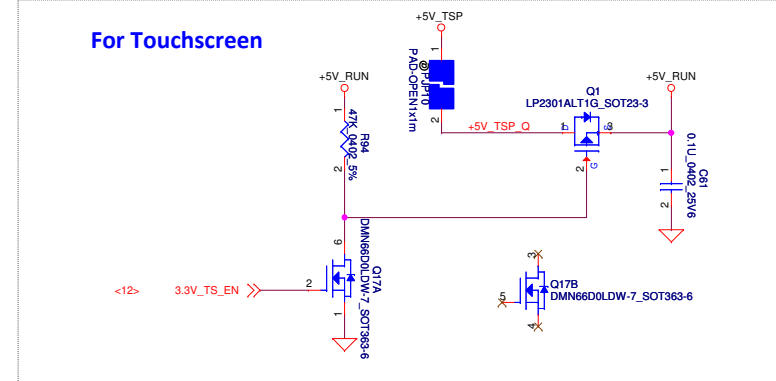 For Touchscreen
+5V_TSP
1
@PJP10
PAD-OPEN1x1m
2
+5V_TSP_Q
Q1
LP2301ALT1G_SOT23-3
1
D
3
S
2
G
+5V_RUN
1
C61
0.1U_0402_25V6
2
+5V_RUN
1
R94
47K_0402_5%
2
6
Q17A
DMN66D0LDW-7_SOT363-6
<12>
3.3V_TS_EN
2
1
3
Q17B
DMN66D0LDW-7_SOT363-6
5
4